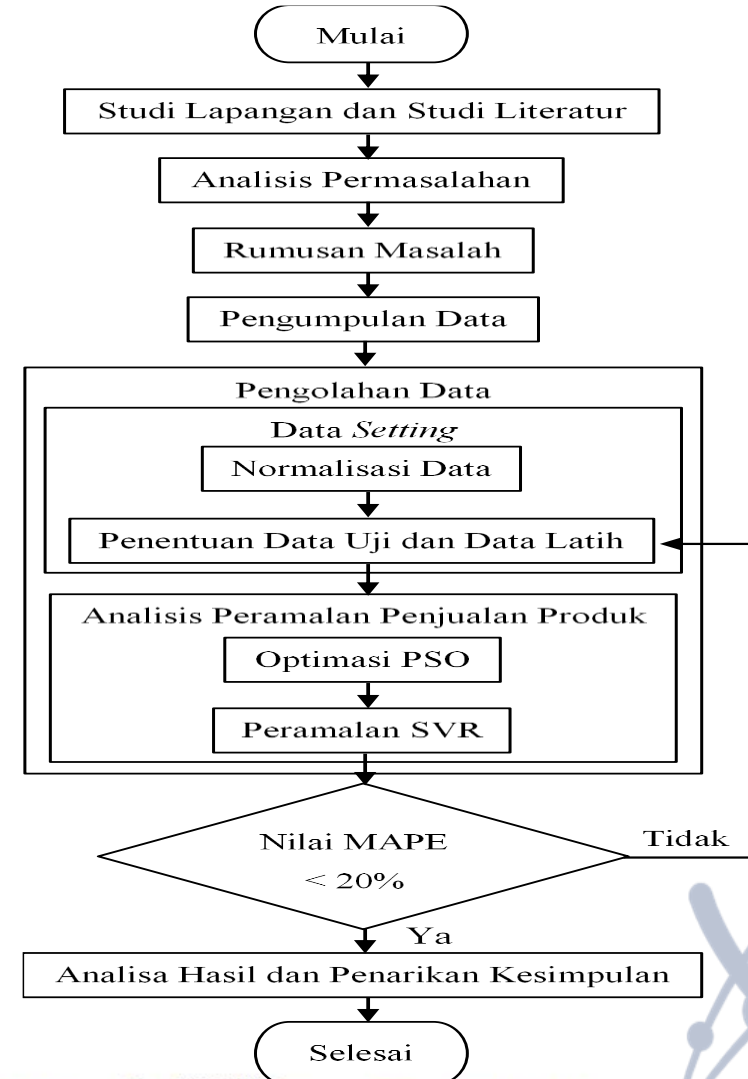 Mulai
Studi Lapangan dan Studi Literatur
Analisis Permasalahan
Rumusan Masalah
Pengumpulan Data
Pengolahan Data
Data Setting
Normalisasi Data
Penentuan Data Uji dan Data Latih
Analisis Peramalan Penjualan Produk
Optimasi PSO
Peramalan SVR
Nilai MAPE
< 20%
Tidak
Ya
Analisa Hasil dan Penarikan Kesimpulan
Selesai